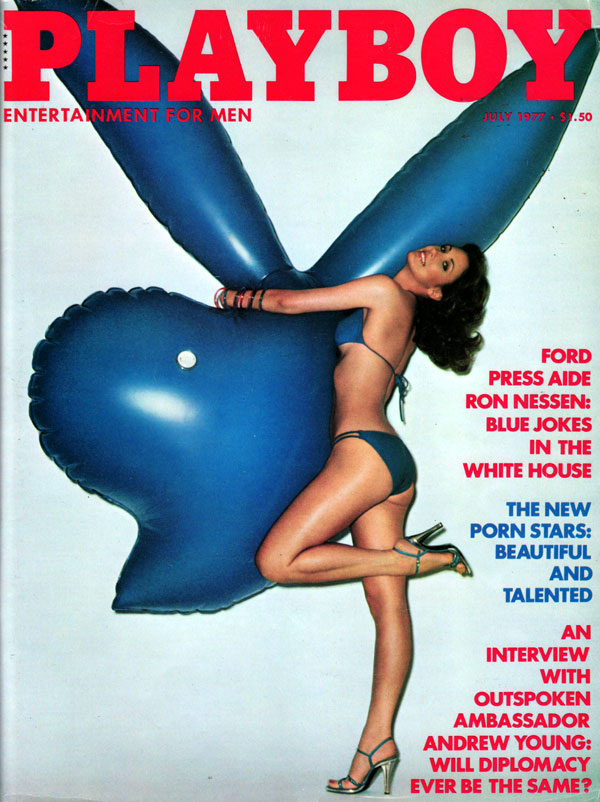 PLAYBOY
ENTERTAINMENT FOR MEN
JULY 1977 • $1.50
FORD
PRESS AIDE
RON NESSEN:
BLUE JOKES
IN THE
WHITE HOUSE
THE NEW
PORN STARS:
BEAUTIFUL
AND
TALENTED
AN
INTERVIEW
WITH
OUTSPOKEN
AMBASSADOR
ANDREW YOUNG:
WILL DIPLOMACY
EVER BE THE SAME?